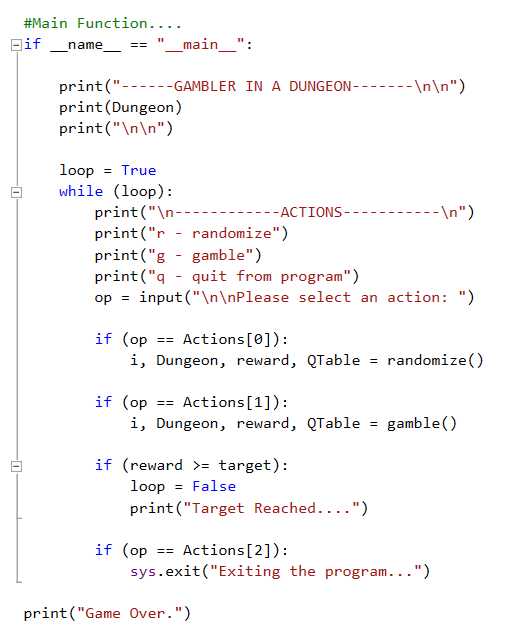 #Main Function....
if __name__ == "__main__":
print("------GAMBLER IN A DUNGEON-------\n\n")
print(Dungeon)
print("\n\n")
loop = True
while (loop):
print("\n------------ACTIONS-----------\n")
print("r - randomize")
print("g - gamble")
print("q - quit from program")
op = input("\n\nPlease select an action: ")
if (op == Actions[0]):
i, Dungeon, reward, QTable = randomize()
if (op == Actions[1]):
i, Dungeon, reward, QTable = gamble()
if (reward >= target):
loop = False
print("Target Reached....")
if (op == Actions[2]):
sys.exit("Exiting the program...")
print("Game Over.")